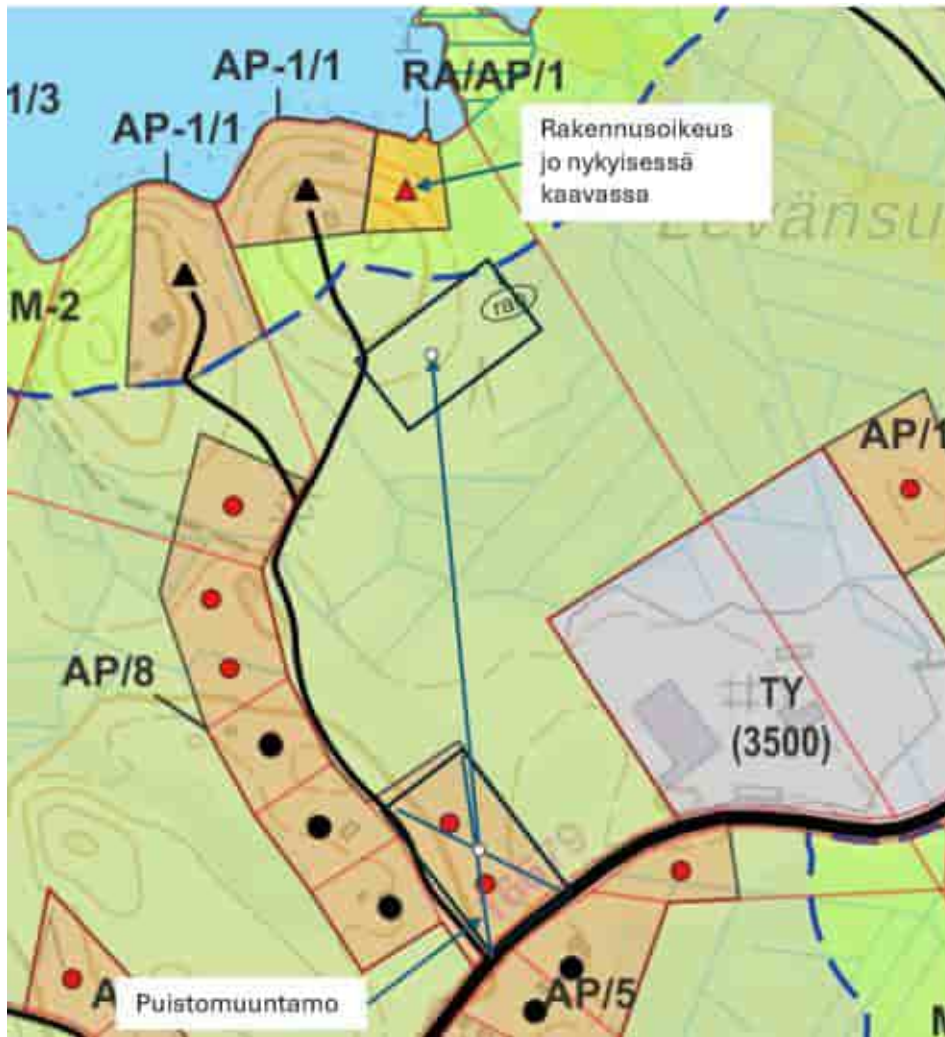 AP-1/1
RA/AP/1
1/3
AP-1/1
Rakennusoikeus
jo nykyisessä
kaavassa
Levänsu
M-2
AP/1
AP/8
TY
(3500)
A
Puistomuuntamo
AP/5